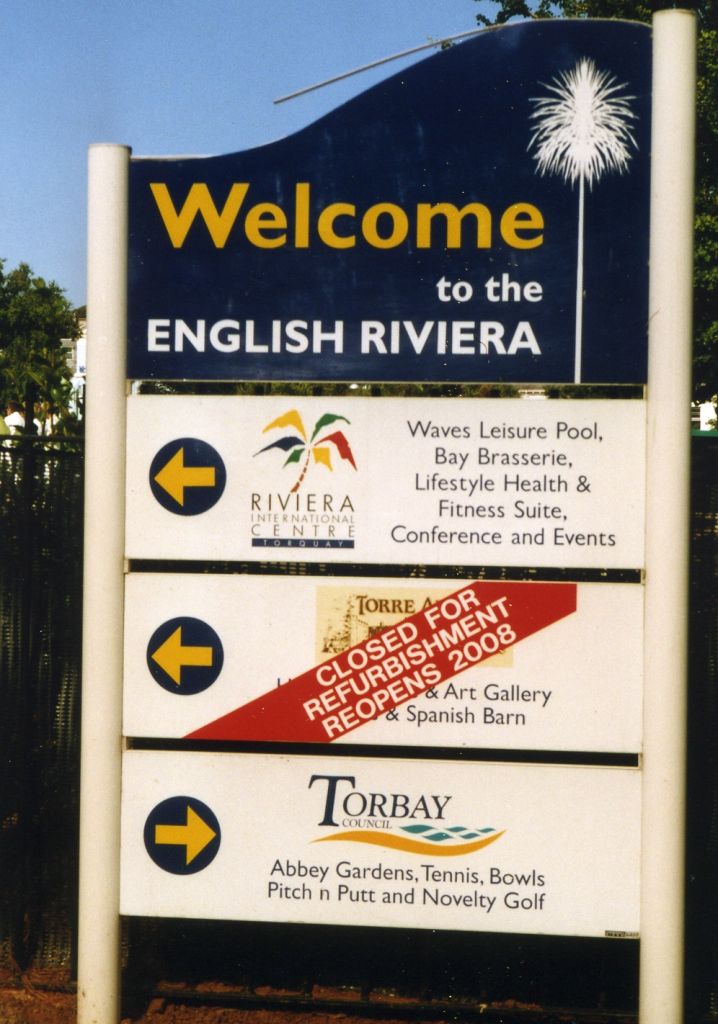 Welcome
to the
ENGLISH RIVIERA
RIVIERA
INTERNATIONAL
CENTRE
TORQUAY
Waves Leisure Pool,
Bay Brasserie,
Lifestyle Health &
Fitness Suite,
Conference and Events
TORRE
CLOSED FOR
REFURBISHMENT
REOPENS 2008
& Art Gallery
& Spanish Barn
TORBAY
COUNCIL
Abbey Gardens, Tennis, Bowls
Pitch n Putt and Novelty Golf